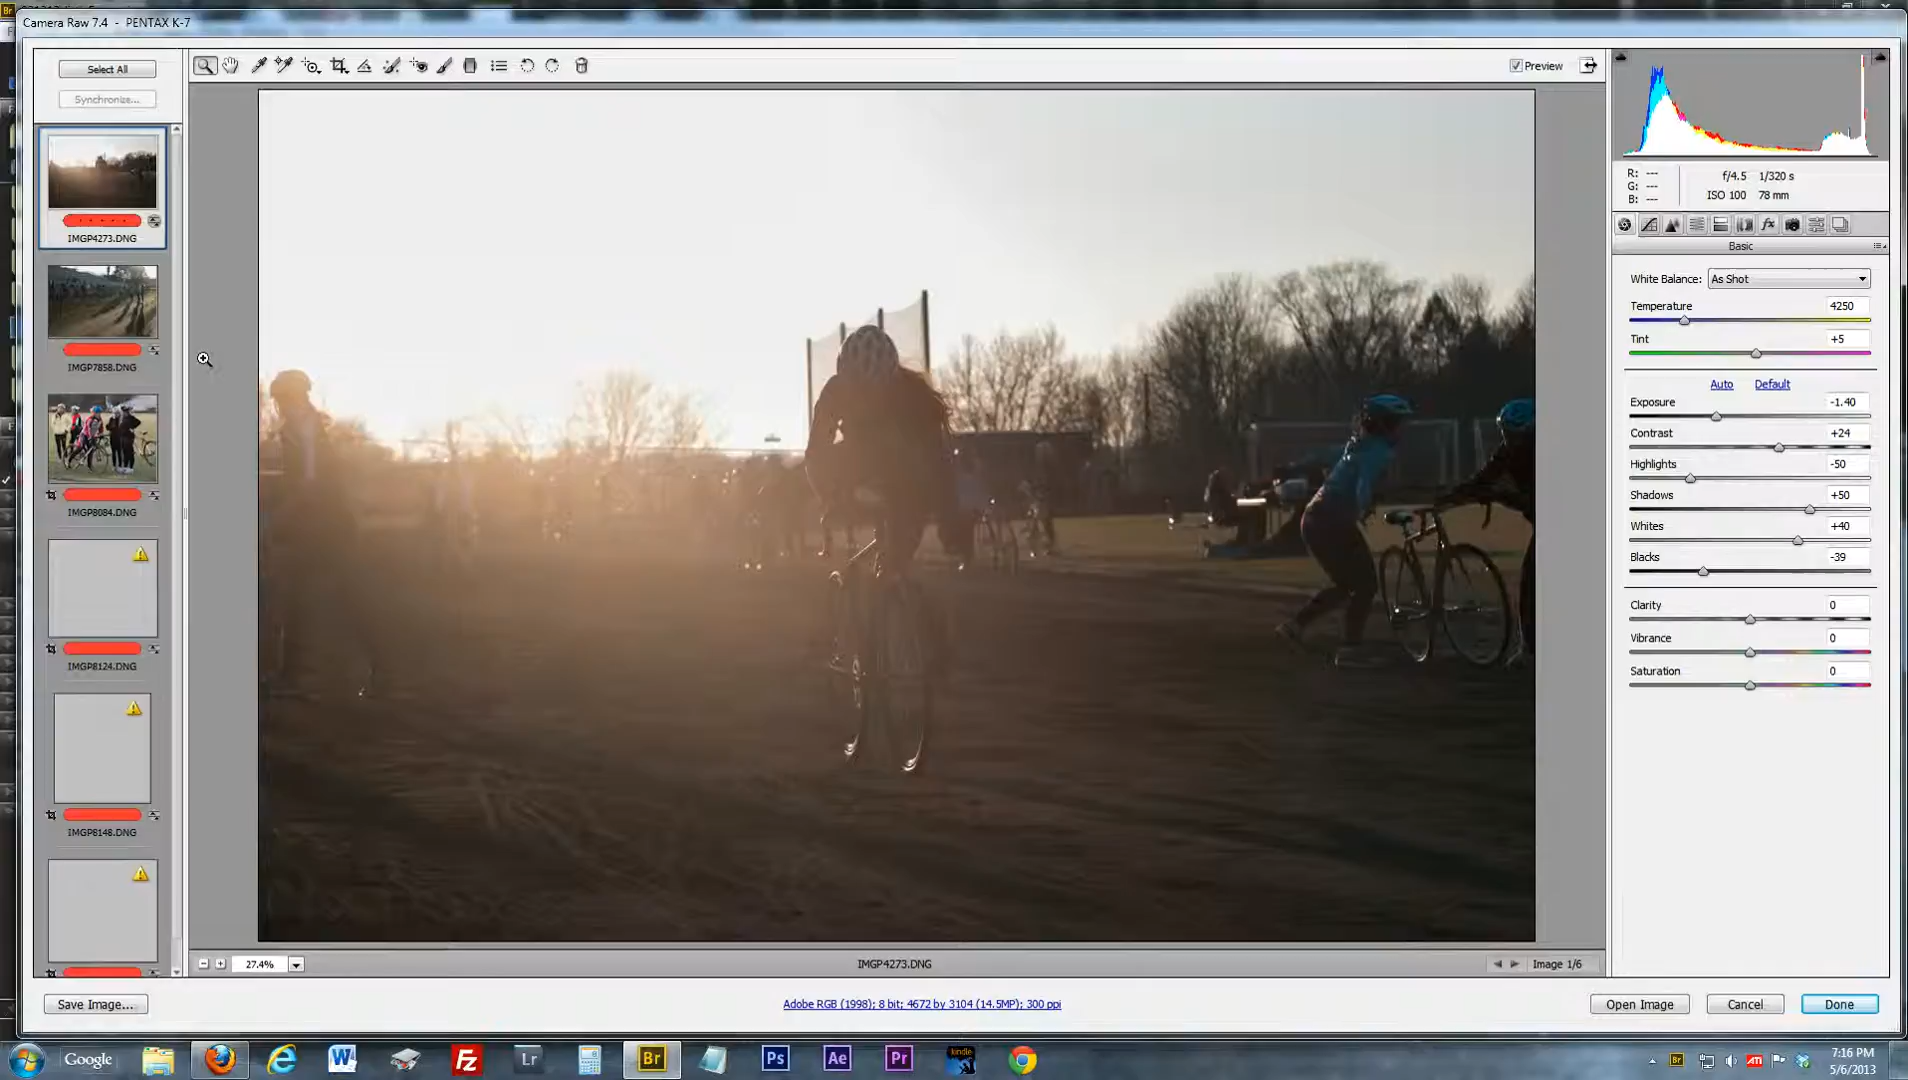 Camera Raw 7.4 - PENTAX K-7
Select All
Synchronize...
Preview
IMGP4273.DNG
IMGP7858.DNG
IMGP8084.DNG
IMGP8124.DNG
IMGP8148.DNG
R: ---
G: ---
B: ---
f/4.5 1/320 s
ISO 100 78 mm
fx
Basic
White Balance: As Shot
Temperature 4250
Tint +5
Auto Default
Exposure -1.40
Contrast +24
Highlights -50
Shadows +50
Whites +40
Blacks -39
Clarity 0
Vibrance 0
Saturation 0
27.4%
IMGP4273.DNG
Image 1/6
Save Image...
Adobe RGB (1998); 8 bit; 4672 by 3104 (14.5MP); 300 ppi
Open Image
Cancel
Done
Google
W
FZ
Lr
Br
Ps
Ae
Pr
kindle
Br
ATI
7:16 PM
5/6/2013